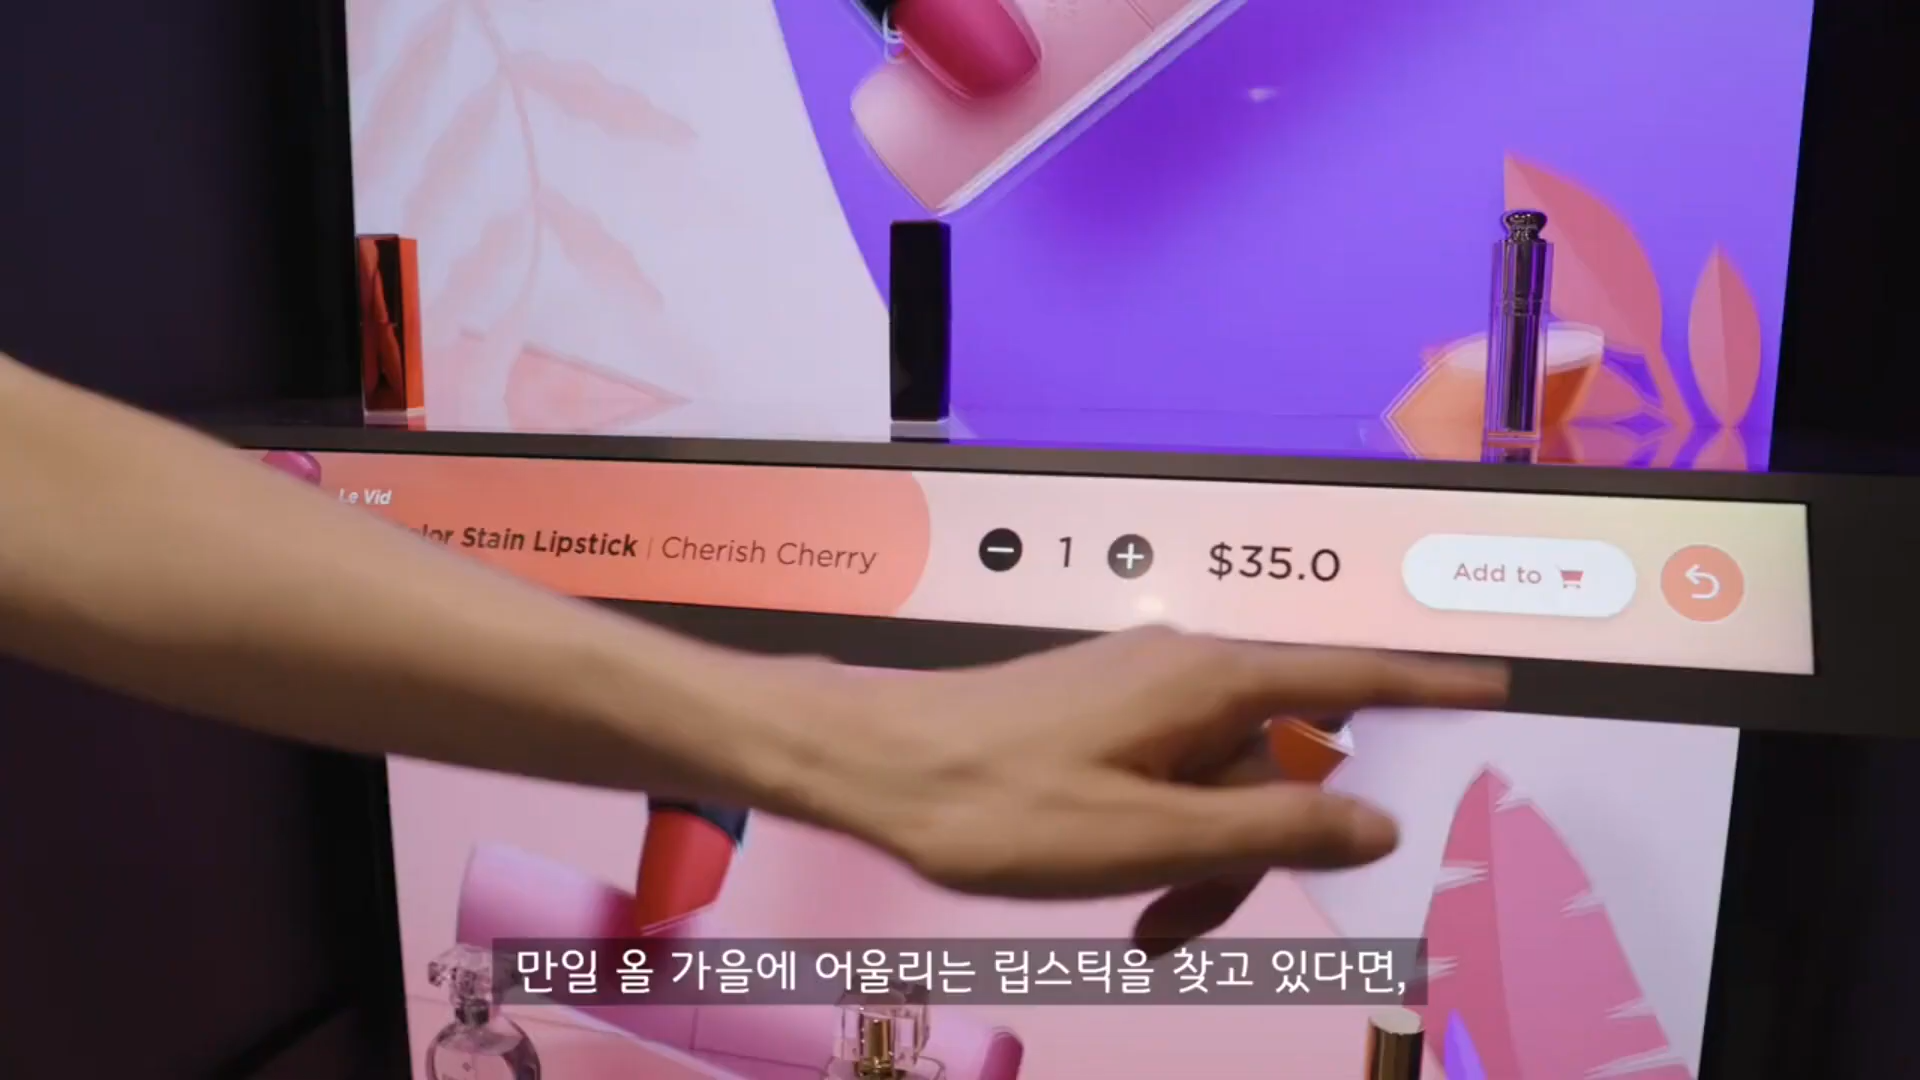 Le Vid
Stain Lipstick | Cherish Cherry
1
$35.0
Add to
만일 올 가을에 어울리는 립스틱을 찾고 있다면,